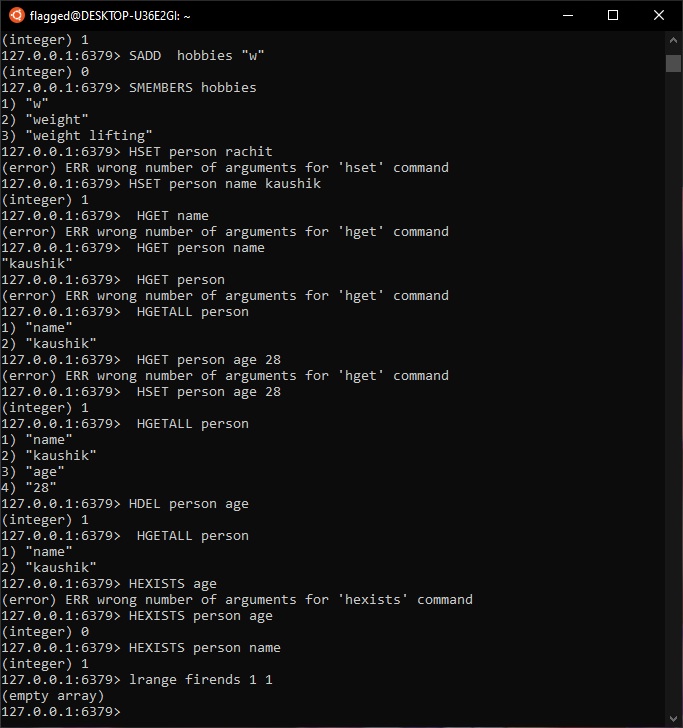 flagged@DESKTOP-U36E2GI: ~
(integer) 1
127.0.0.1:6379> SADD  hobbies "w"
(integer) 0
127.0.0.1:6379> SMEMBERS hobbies
1) "w"
2) "weight"
3) "weight lifting"
127.0.0.1:6379> HSET person rachit
(error) ERR wrong number of arguments for 'hset' command
127.0.0.1:6379> HSET person name kaushik
(integer) 1
127.0.0.1:6379>  HGET name
(error) ERR wrong number of arguments for 'hget' command
127.0.0.1:6379>  HGET person name
"kaushik"
127.0.0.1:6379>  HGET person
(error) ERR wrong number of arguments for 'hget' command
127.0.0.1:6379>  HGETALL person
1) "name"
2) "kaushik"
127.0.0.1:6379>  HGET person age 28
(error) ERR wrong number of arguments for 'hget' command
127.0.0.1:6379>  HSET person age 28
(integer) 1
127.0.0.1:6379>  HGETALL person
1) "name"
2) "kaushik"
3) "age"
4) "28"
127.0.0.1:6379> HDEL person age
(integer) 1
127.0.0.1:6379>  HGETALL person
1) "name"
2) "kaushik"
127.0.0.1:6379> HEXISTS age
(error) ERR wrong number of arguments for 'hexists' command
127.0.0.1:6379> HEXISTS person age
(integer) 0
127.0.0.1:6379> HEXISTS person name
(integer) 1
127.0.0.1:6379> lrange firends 1 1
(empty array)
127.0.0.1:6379>